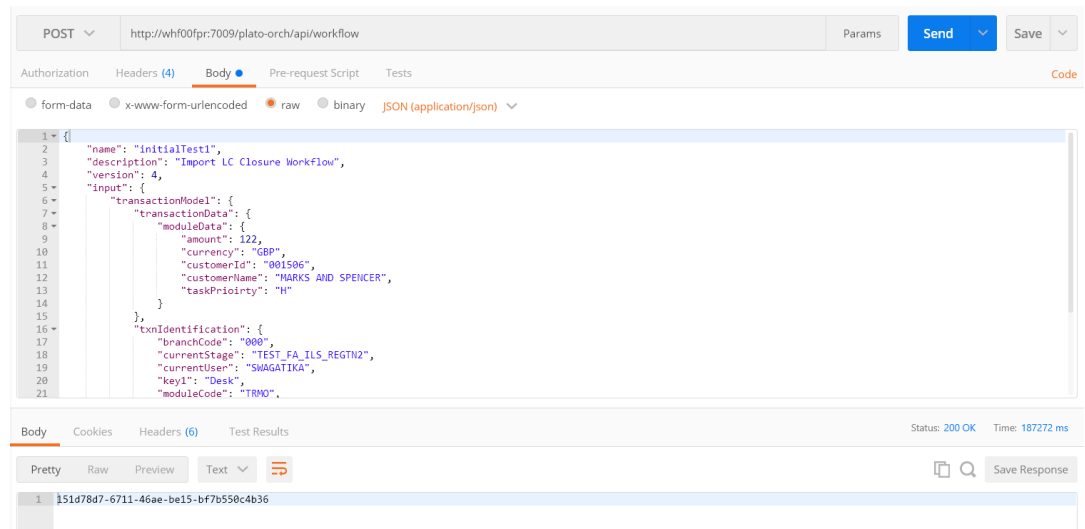 POST http://whf00fpr:7009/plato-orch/api/workflow Params Send Save
Authorization Headers (4) Body Pre-request Script Tests Code
form-data x-www-form-urlencoded raw binary JSON (application/json)
1 {
2 "name": "initialTest1",
3 "description": "Import LC Closure Workflow",
4 "version": 4,
5 "input": {
6 "transactionModel": {
7 "transactionData": {
8 "moduleData": {
9 "amount": 122,
10 "currency": "GBP",
11 "customerId": "001506",
12 "customerName": "MARKS AND SPENCER",
13 "taskPrioirty": "H"
14 }
15 },
16 "txnIdentification": {
17 "branchCode": "000",
18 "currentStage": "TEST_FA_ILS_REGTN2",
19 "currentUser": "SWAGATIKA",
20 "key1": "Desk",
21 "moduleCode": "TRMO",
Body Cookies Headers (6) Test Results Status: 200 OK Time: 187272 ms
Pretty Raw Preview Text Save Response
1 151d78d7-6711-46ae-be15-bf7b550c4b36